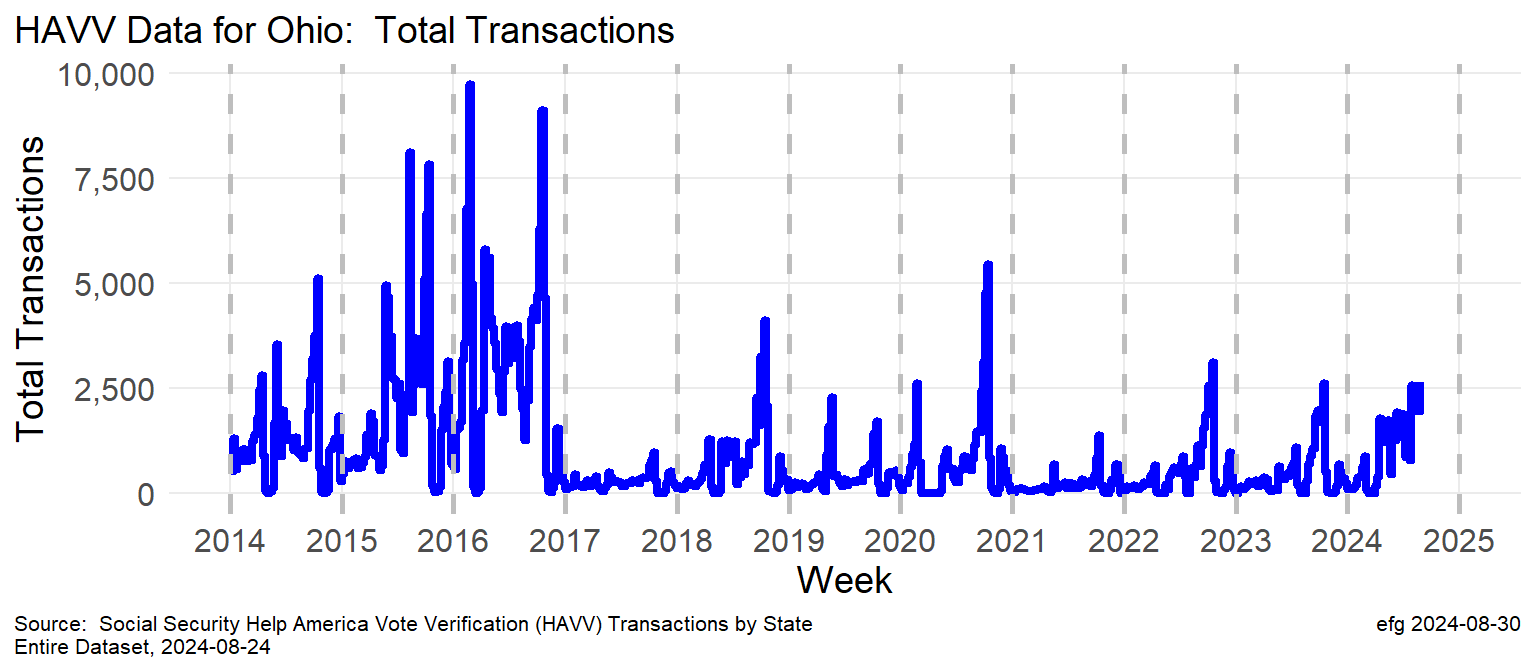 HAVV Data for Ohio:  Total Transactions
Total Transactions
10,000
7,500
5,000
2,500
0
2014 2015 2016 2017 2018 2019 2020 2021 2022 2023 2024 2025
Week
Source:  Social Security Help America Vote Verification (HAVV) Transactions by State
Entire Dataset, 2024-08-24
efg 2024-08-30